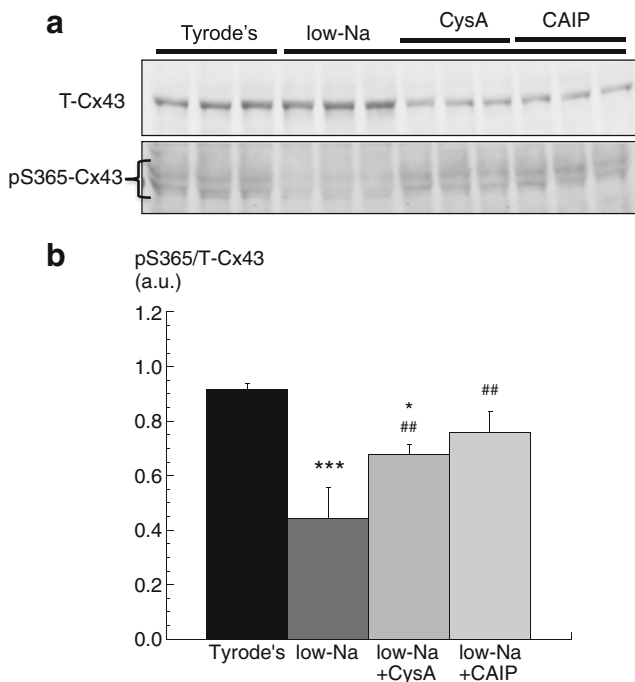 a
Tyrode's low-Na CysA CAIP
T-Cx43
pS365-Cx43
b
pS365/T-Cx43
(a.u.)
1.2
1.0
0.8
0.6
0.4
0.2
0.0
***
*
##
##
Tyrode's low-Na low-Na low-Na
+CysA +CAIP